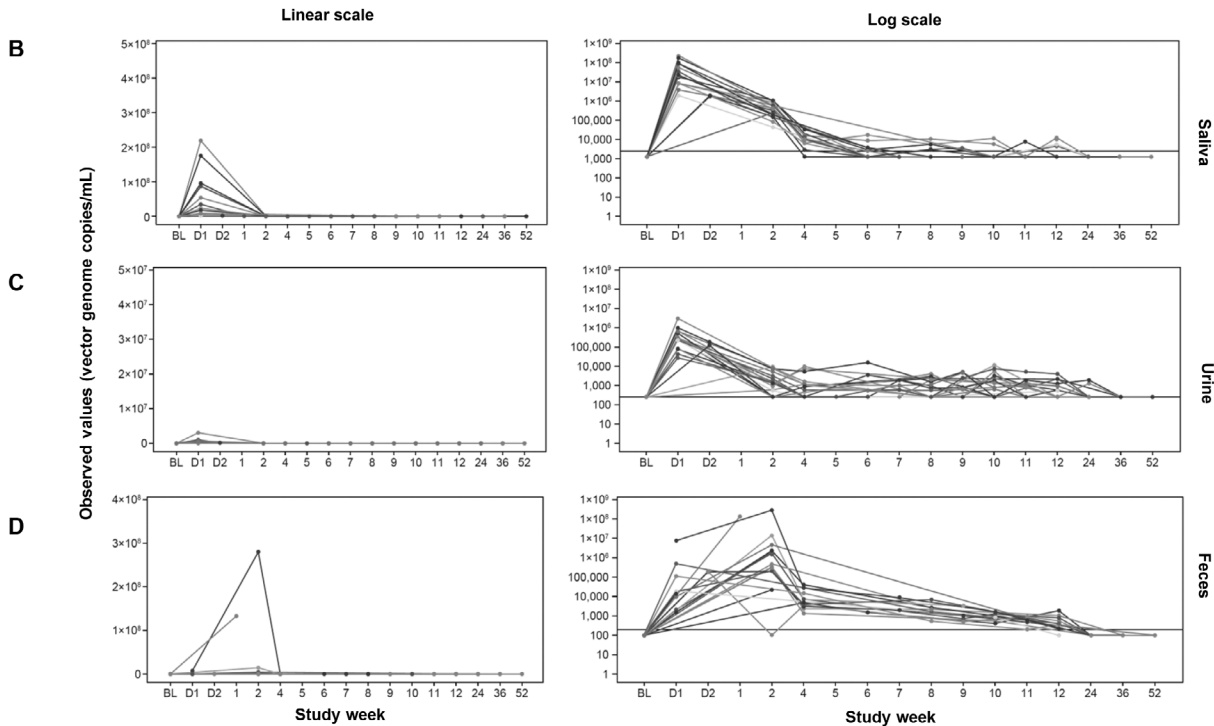 Linear scale
Log scale
Observed values (vector genome copies/mL)
B
5×10⁸
4×10⁸
3×10⁸
2×10⁸
1×10⁸
0
BL D1 D2 1 2 4 5 6 7 8 9 10 11 12 24 36 52
1×10⁹
1×10⁸
1×10⁷
1×10⁶
100,000
10,000
1,000
100
10
1
BL D1 D2 1 2 4 5 6 7 8 9 10 11 12 24 36 52
Saliva
C
5×10⁷
4×10⁷
3×10⁷
2×10⁷
1×10⁷
0
BL D1 D2 1 2 4 5 6 7 8 9 10 11 12 24 36 52
1×10⁹
1×10⁸
1×10⁷
1×10⁶
100,000
10,000
1,000
100
10
1
BL D1 D2 1 2 4 5 6 7 8 9 10 11 12 24 36 52
Urine
D
4×10⁸
3×10⁸
2×10⁸
1×10⁸
0
BL D1 D2 1 2 4 5 6 7 8 9 10 11 12 24 36 52
Study week
1×10⁹
1×10⁸
1×10⁷
1×10⁶
100,000
10,000
1,000
100
10
1
BL D1 D2 1 2 4 5 6 7 8 9 10 11 12 24 36 52
Study week
Feces